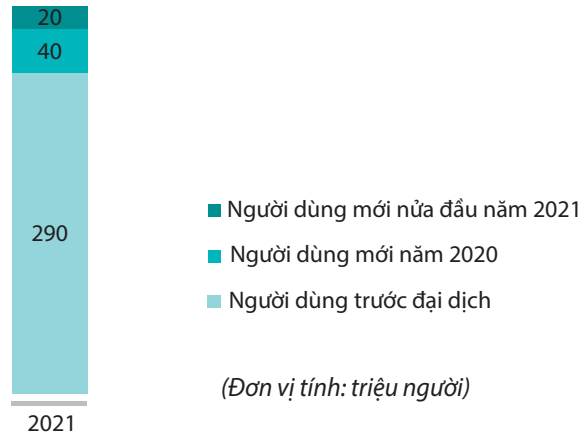 20
40
290
Người dùng mới nửa đầu năm 2021
Người dùng mới năm 2020
Người dùng trước đại dịch
(Đơn vị tính: triệu người)
2021